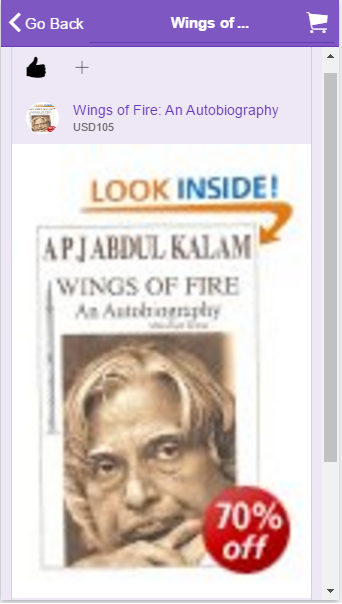 Go Back
Wings of ...
Wings of Fire: An Autobiography
USD105
LOOK INSIDE!
A P J ABDUL KALAM
WINGS OF FIRE
An Autobiography
70%
off